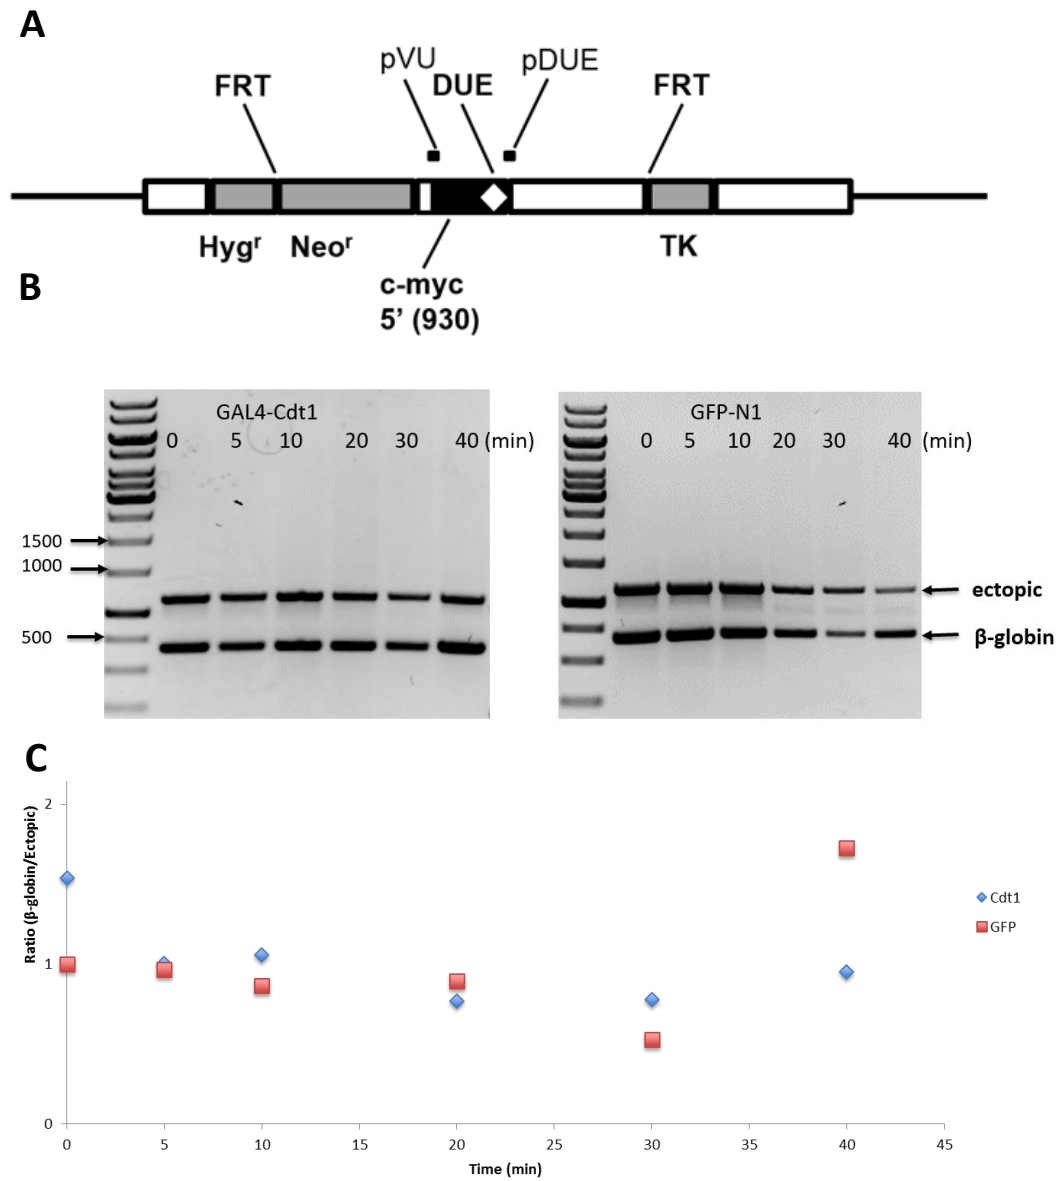 A
pVU
pDUE
FRT
DUE
FRT
Hygʳ
Neoʳ
TK
c-myc
5' (930)
B
GAL4-Cdt1
0 5 10 20 30 40 (min)
1500
1000
500
GFP-N1
0 5 10 20 30 40 (min)
ectopic
β-globin
C
Ratio (β-globin/Ectopic)
2
1
0
0 5 10 15 20 25 30 35 40 45
Time (min)
Cdt1
GFP